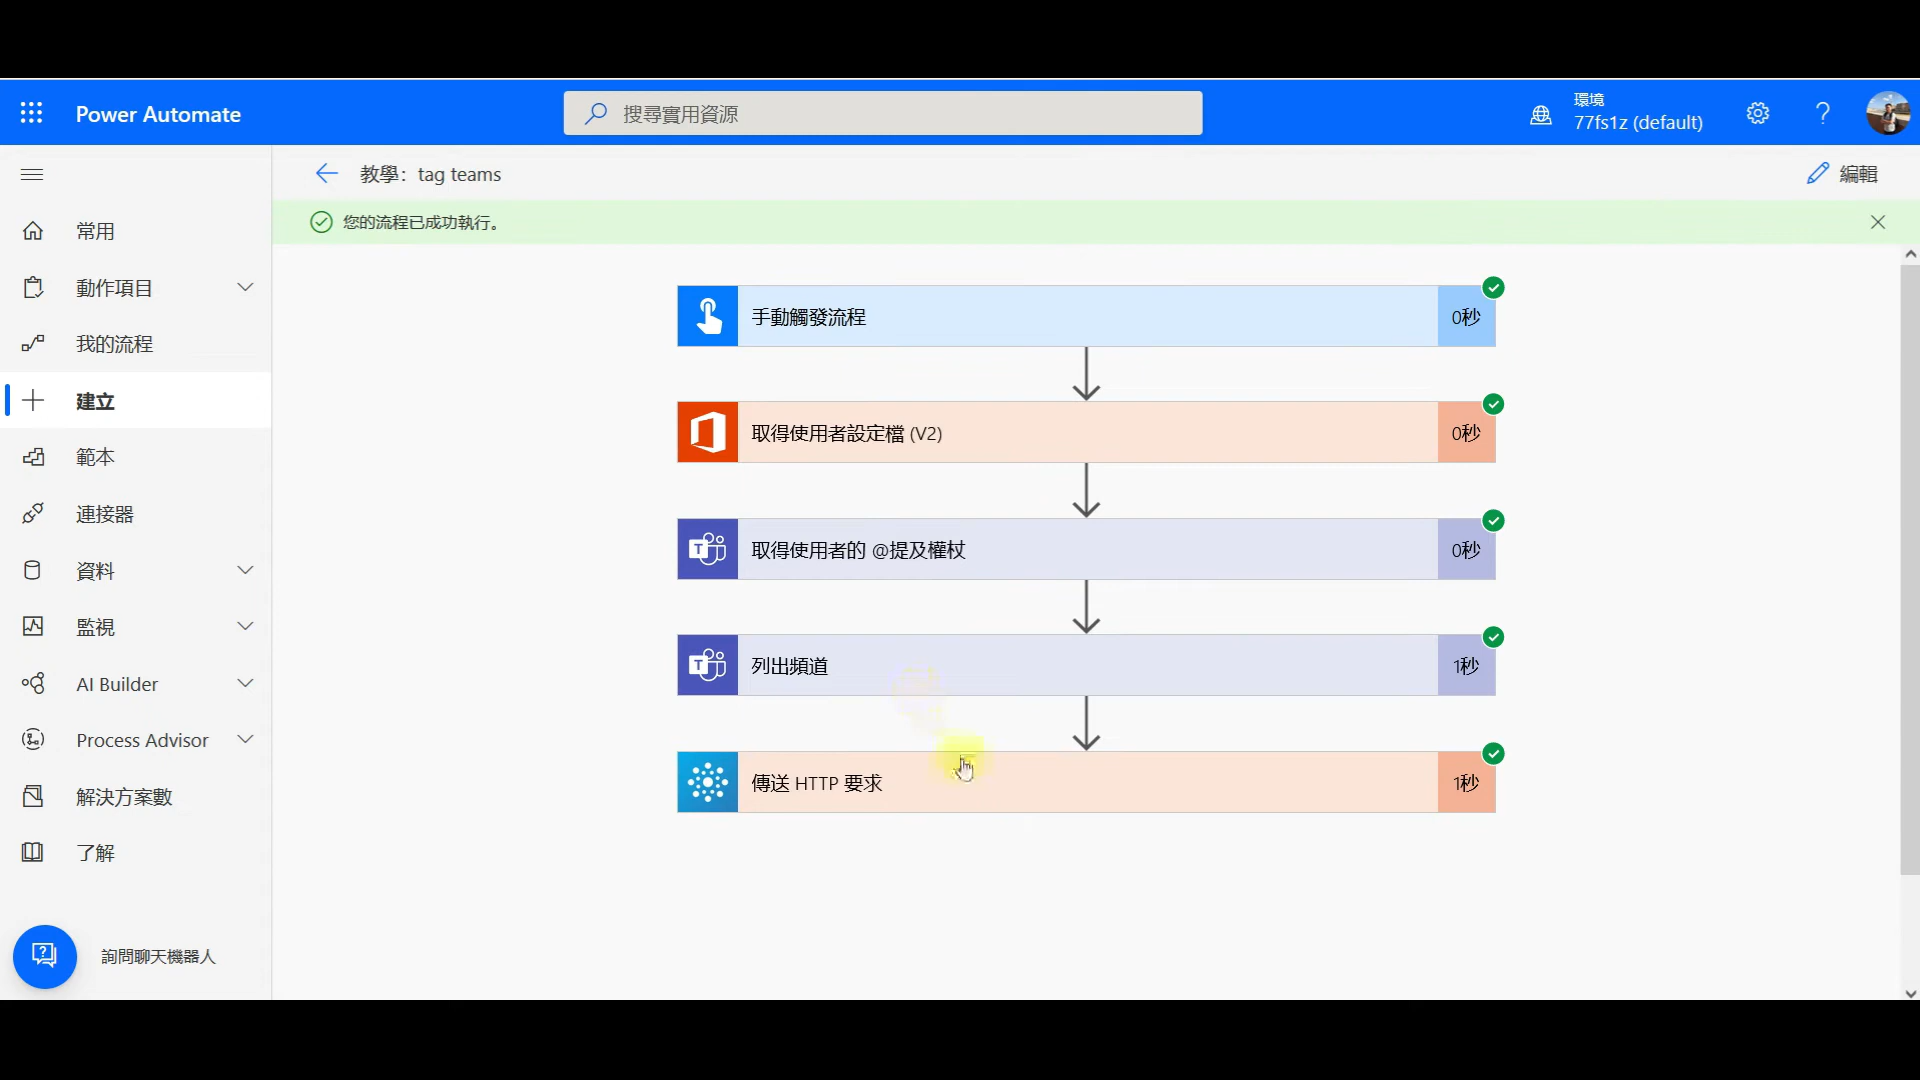 Power Automate
搜尋實用資源
環境
77fs1z (default)
?
教學：tag teams
編輯
您的流程已成功執行。
常用
動作項目
我的流程
建立
範本
連接器
資料
監視
AI Builder
Process Advisor
解決方案數
了解
詢問聊天機器人
手動觸發流程
0秒
取得使用者設定檔 (V2)
0秒
T
取得使用者的 @提及權杖
0秒
T
列出頻道
1秒
傳送 HTTP 要求
1秒